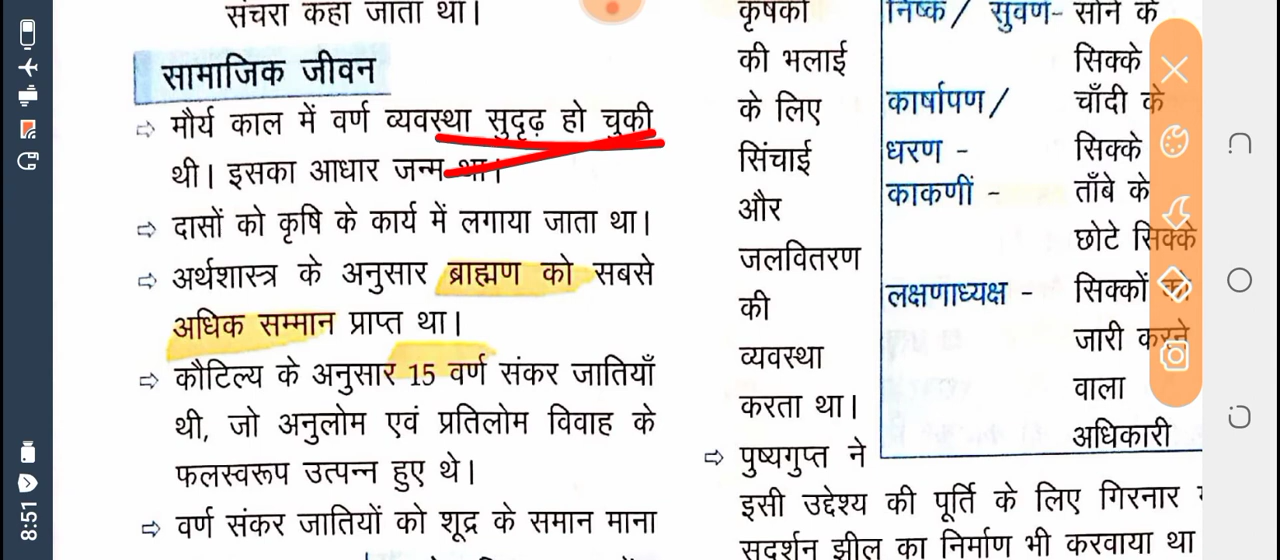 संचरा कहा जाता था।
सामाजिक जीवन
⇨ मौर्य काल में वर्ण व्यवस्था सुदृढ़ हो चुकी
थी। इसका आधार जन्म था।
⇨ दासों को कृषि के कार्य में लगाया जाता था।
⇨ अर्थशास्त्र के अनुसार ब्राह्मण को सबसे
अधिक सम्मान प्राप्त था।
⇨ कौटिल्य के अनुसार 15 वर्ण संकर जातियाँ
थी, जो अनुलोम एवं प्रतिलोम विवाह के
फलस्वरूप उत्पन्न हुए थे।
⇨ वर्ण संकर जातियों को शूद्र के समान माना
कृषकों
की भलाई
के लिए
सिंचाई
और
जलवितरण
की
व्यवस्था
करता था।
⇨ पुष्यगुप्त ने
इसी उद्देश्य की पूर्ति के लिए गिरनार
सुदर्शन झील का निर्माण भी करवाया था
निष्क / सुवर्ण- सोने के
सिक्के
कार्षापण / चाँदी के
धरण - सिक्के
काकणीं - ताँबे के
छोटे सिक्के
लक्षणाध्यक्ष - सिक्कों को
जारी करने
वाला
अधिकारी
8:51